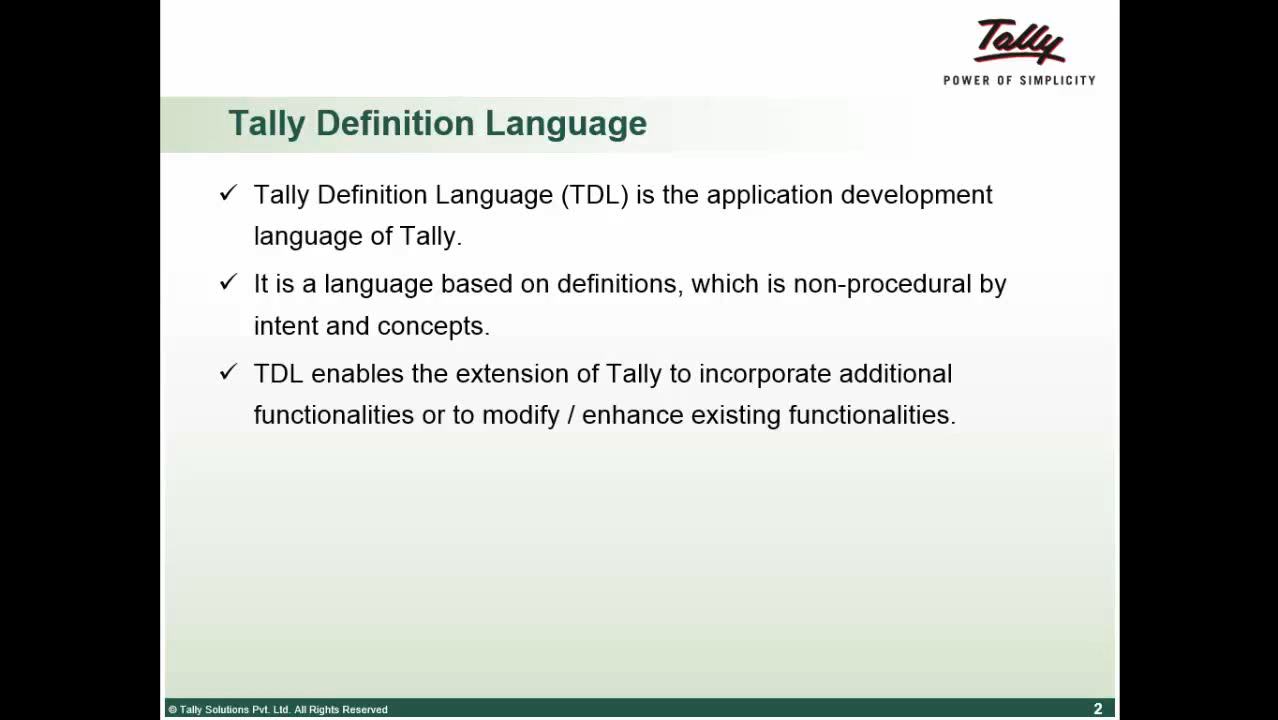 Tally
POWER OF SIMPLICITY
Tally Definition Language
✓ Tally Definition Language (TDL) is the application development
language of Tally.
✓ It is a language based on definitions, which is non-procedural by
intent and concepts.
✓ TDL enables the extension of Tally to incorporate additional
functionalities or to modify / enhance existing functionalities.
© Tally Solutions Pvt. Ltd. All Rights Reserved
2